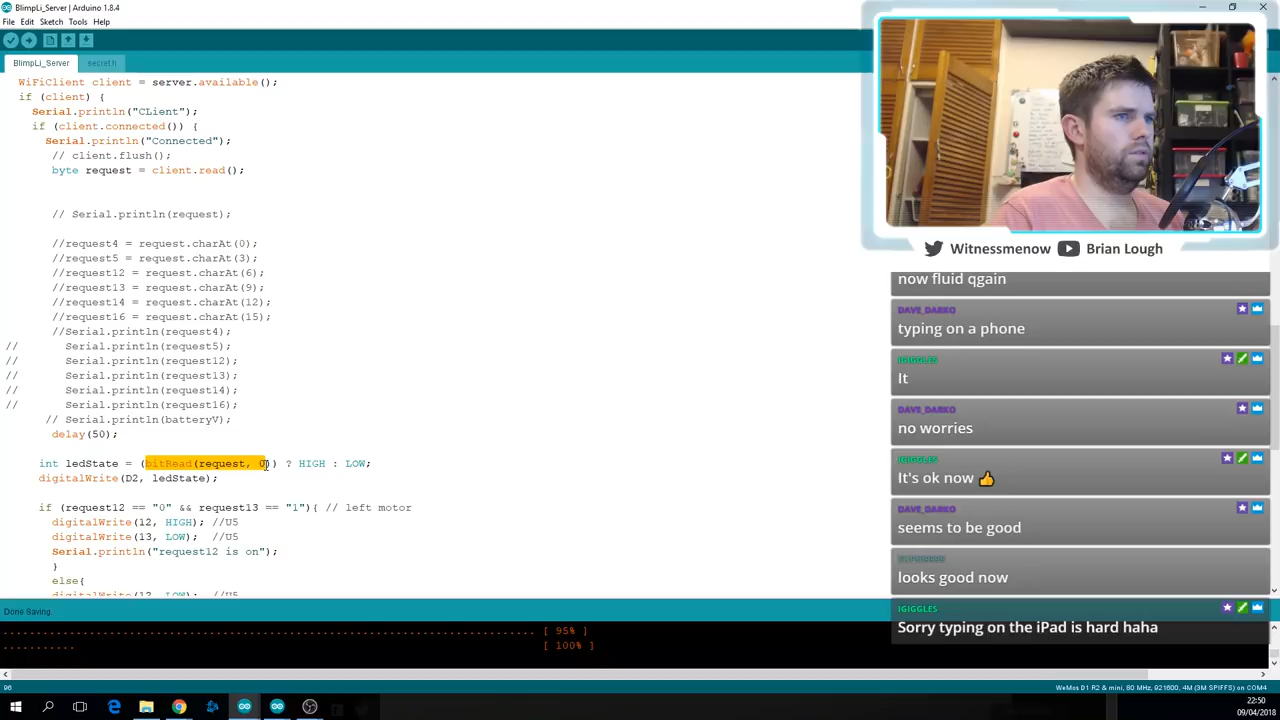 BlimpLi_Server | Arduino 1.8.4
File Edit Sketch Tools Help
BlimpLi_Server secret.h
WiFiClient client = server.available();
if (client) {
Serial.println("CLient");
if (client.connected()) {
Serial.println("Connected");
// client.flush();
byte request = client.read();
// Serial.println(request);
//request4 = request.charAt(0);
//request5 = request.charAt(3);
//request12 = request.charAt(6);
//request13 = request.charAt(9);
//request14 = request.charAt(12);
//request16 = request.charAt(15);
//Serial.println(request4);
// Serial.println(request5);
// Serial.println(request12);
// Serial.println(request13);
// Serial.println(request14);
// Serial.println(request16);
// Serial.println(batteryV);
delay(50);
int ledState = (bitRead(request, 0)) ? HIGH : LOW;
digitalWrite(D2, ledState);
if (request12 == "0" && request13 == "1"){ // left motor
digitalWrite(12, HIGH); //U5
digitalWrite(13, LOW); //U5
Serial.println("request12 is on");
}
else{
digitalWrite(12, LOW); //U5
Done Saving.
[ 95% ]
[ 100% ]
96
WeMos D1 R2 & mini, 80 MHz, 921600, 4M (3M SPIFFS) on COM4
22:50
09/04/2018
Witnessmenow Brian Lough
now fluid qgain
DAVE_DARKO
typing on a phone
IGIGGLES
It
DAVE_DARKO
no worries
IGIGGLES
It's ok now 👍
DAVE_DARKO
seems to be good
looks good now
IGIGGLES
Sorry typing on the iPad is hard haha